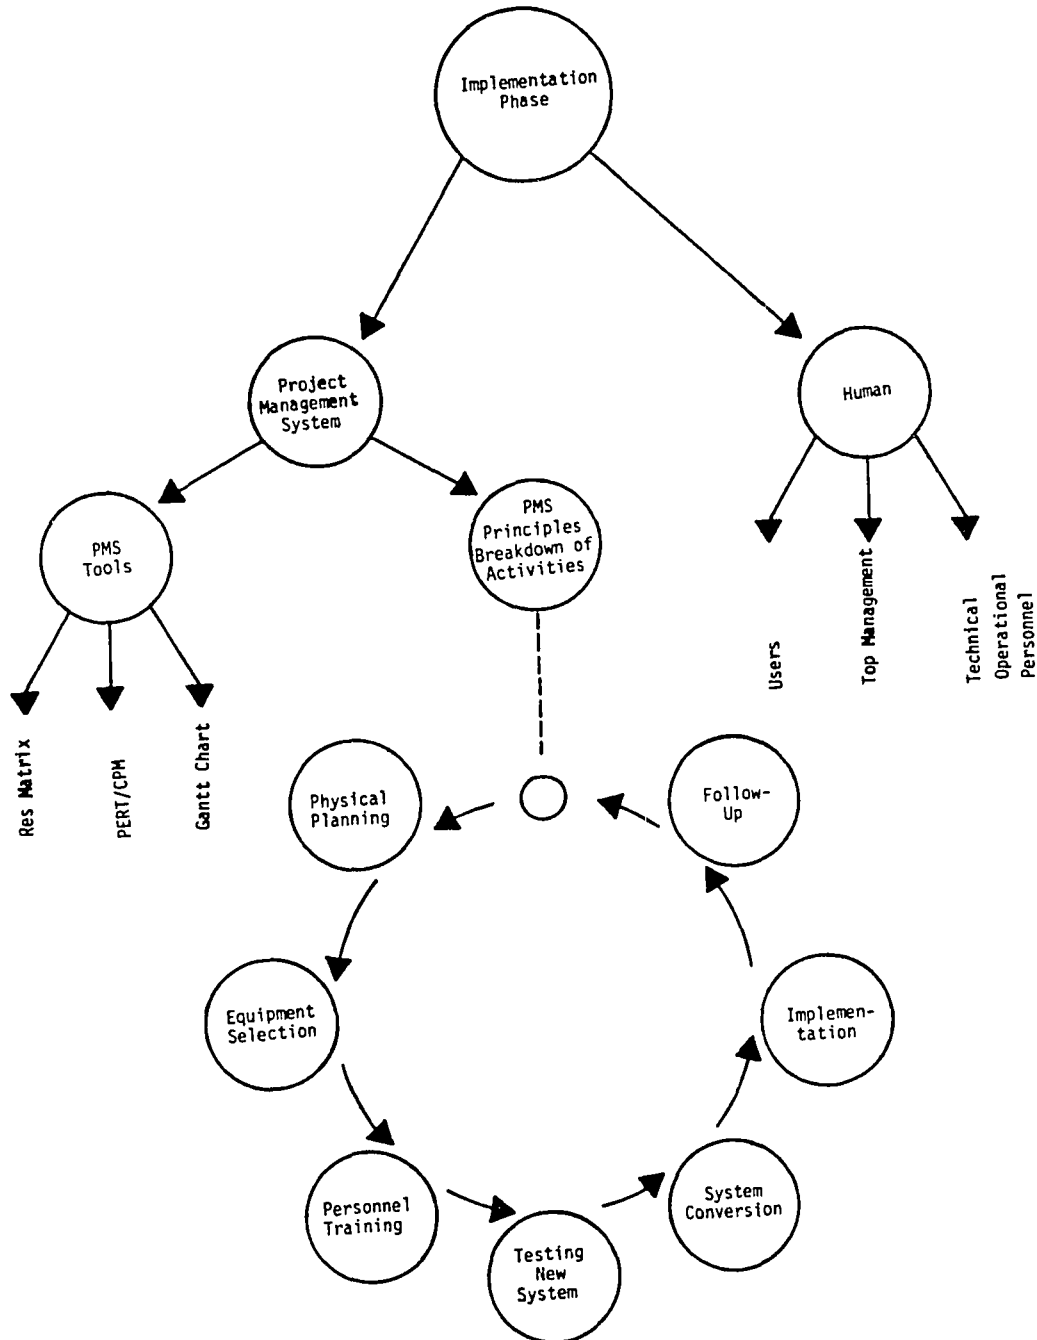 Implementation
Phase
Project
Management
System
Human
PMS
Tools
PMS
Principles
Breakdown of
Activities
Users
Top Management
Technical
Operational
Personnel
Res Matrix
PERT/CPM
Gantt Chart
Physical
Planning
Follow-
Up
Equipment
Selection
Implemen-
tation
Personnel
Training
System
Conversion
Testing
New
System